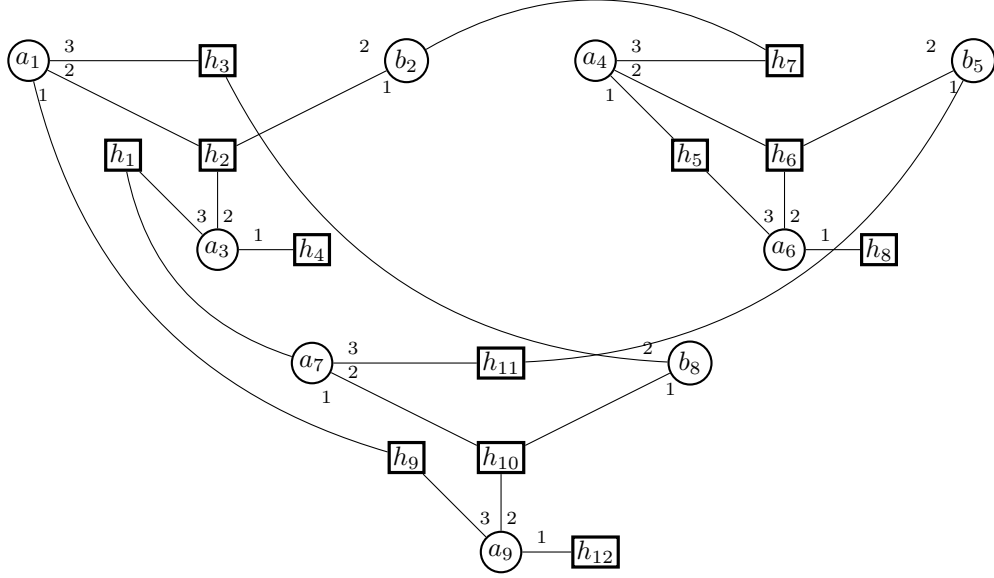 a1 3 h3 2 b2 a4 3 h7 2 b5
2 1 2 1
1 1
h1 h2 h5 h6
3 2 3 2
a3 1 h4 a6 1 h8
a7 3 h11 2 b8
2
1 1
h9 h10
3 2
a9 1 h12